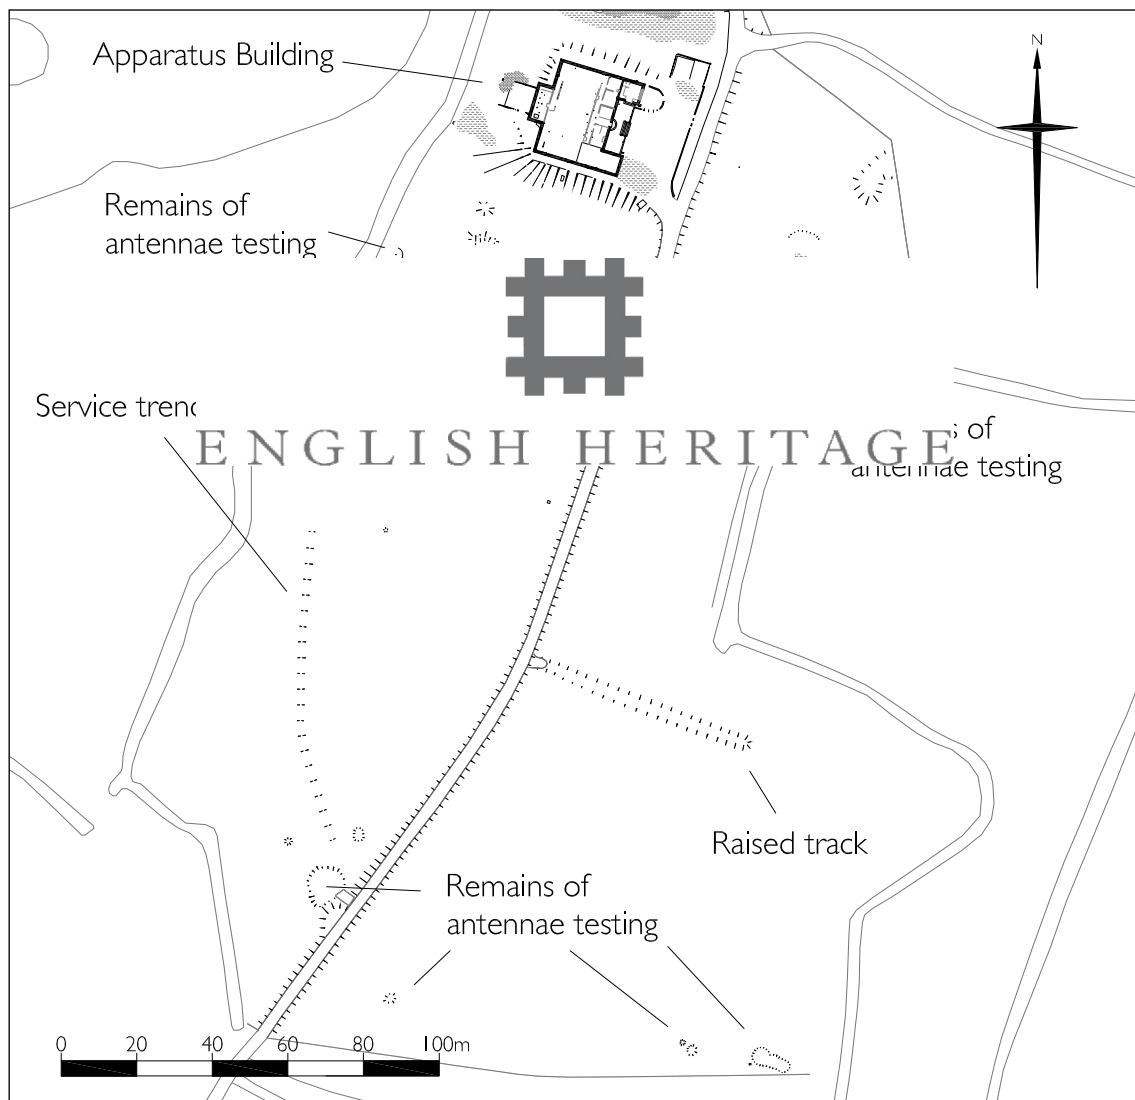 Apparatus Building
N
Remains of
antennae testing
Service
ENGLISH HERITAGE
of
antennae testing
Raised track
Remains of
antennae testing
0 20 40 60 80 100m